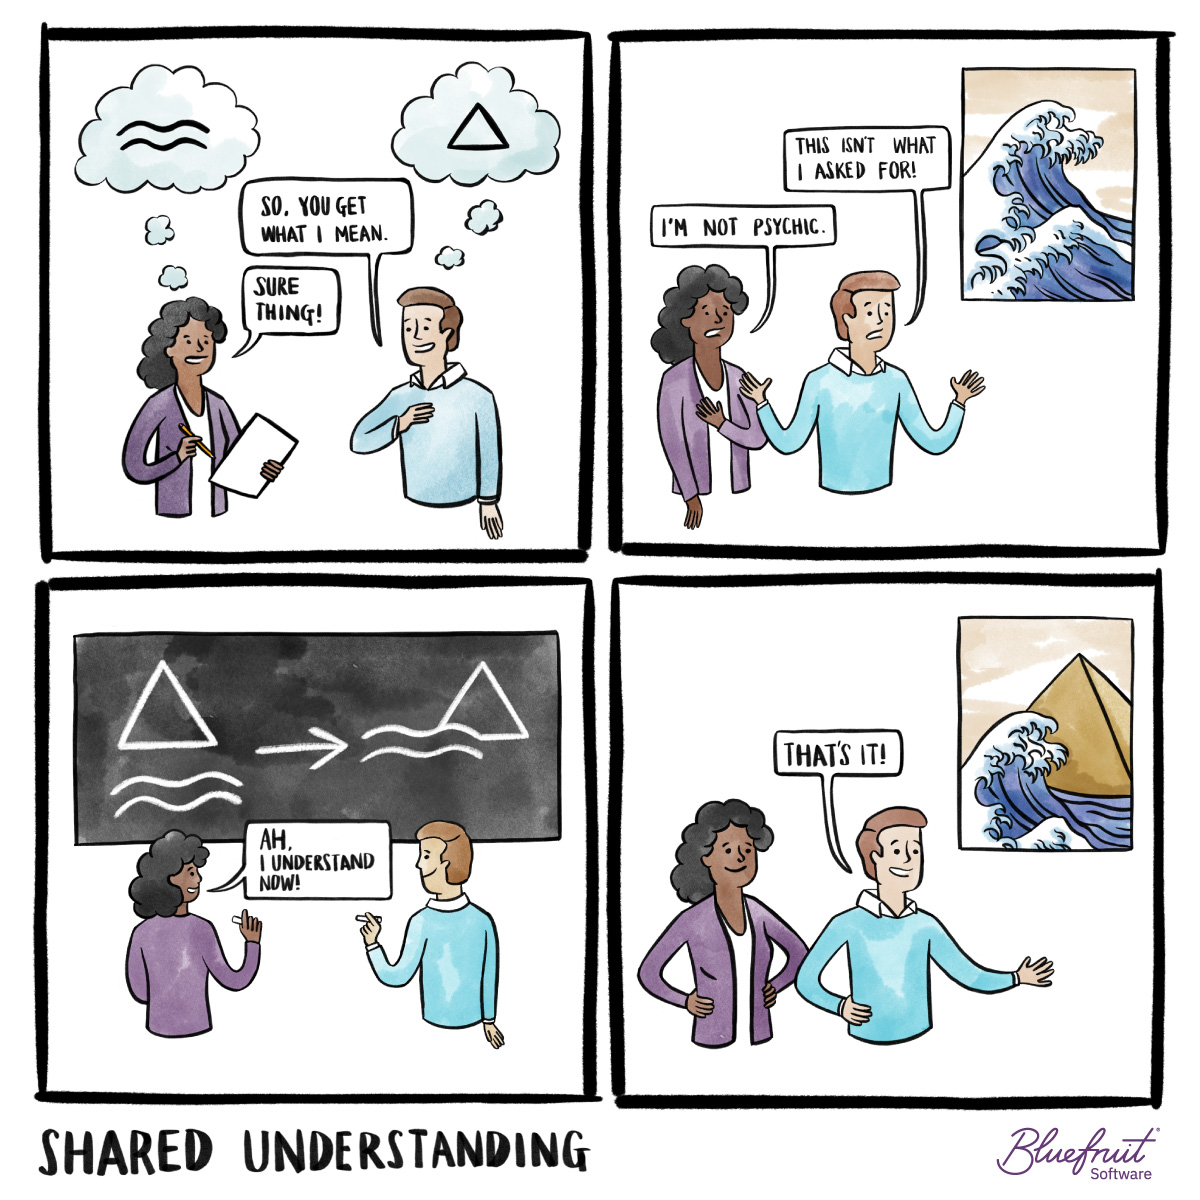 SO, YOU GET
WHAT I MEAN.
SURE
THING!
THIS ISN'T WHAT
I ASKED FOR!
I'M NOT PSYCHIC.
AH,
I UNDERSTAND
NOW!
THAT'S IT!
SHARED UNDERSTANDING
Bluefruit
Software